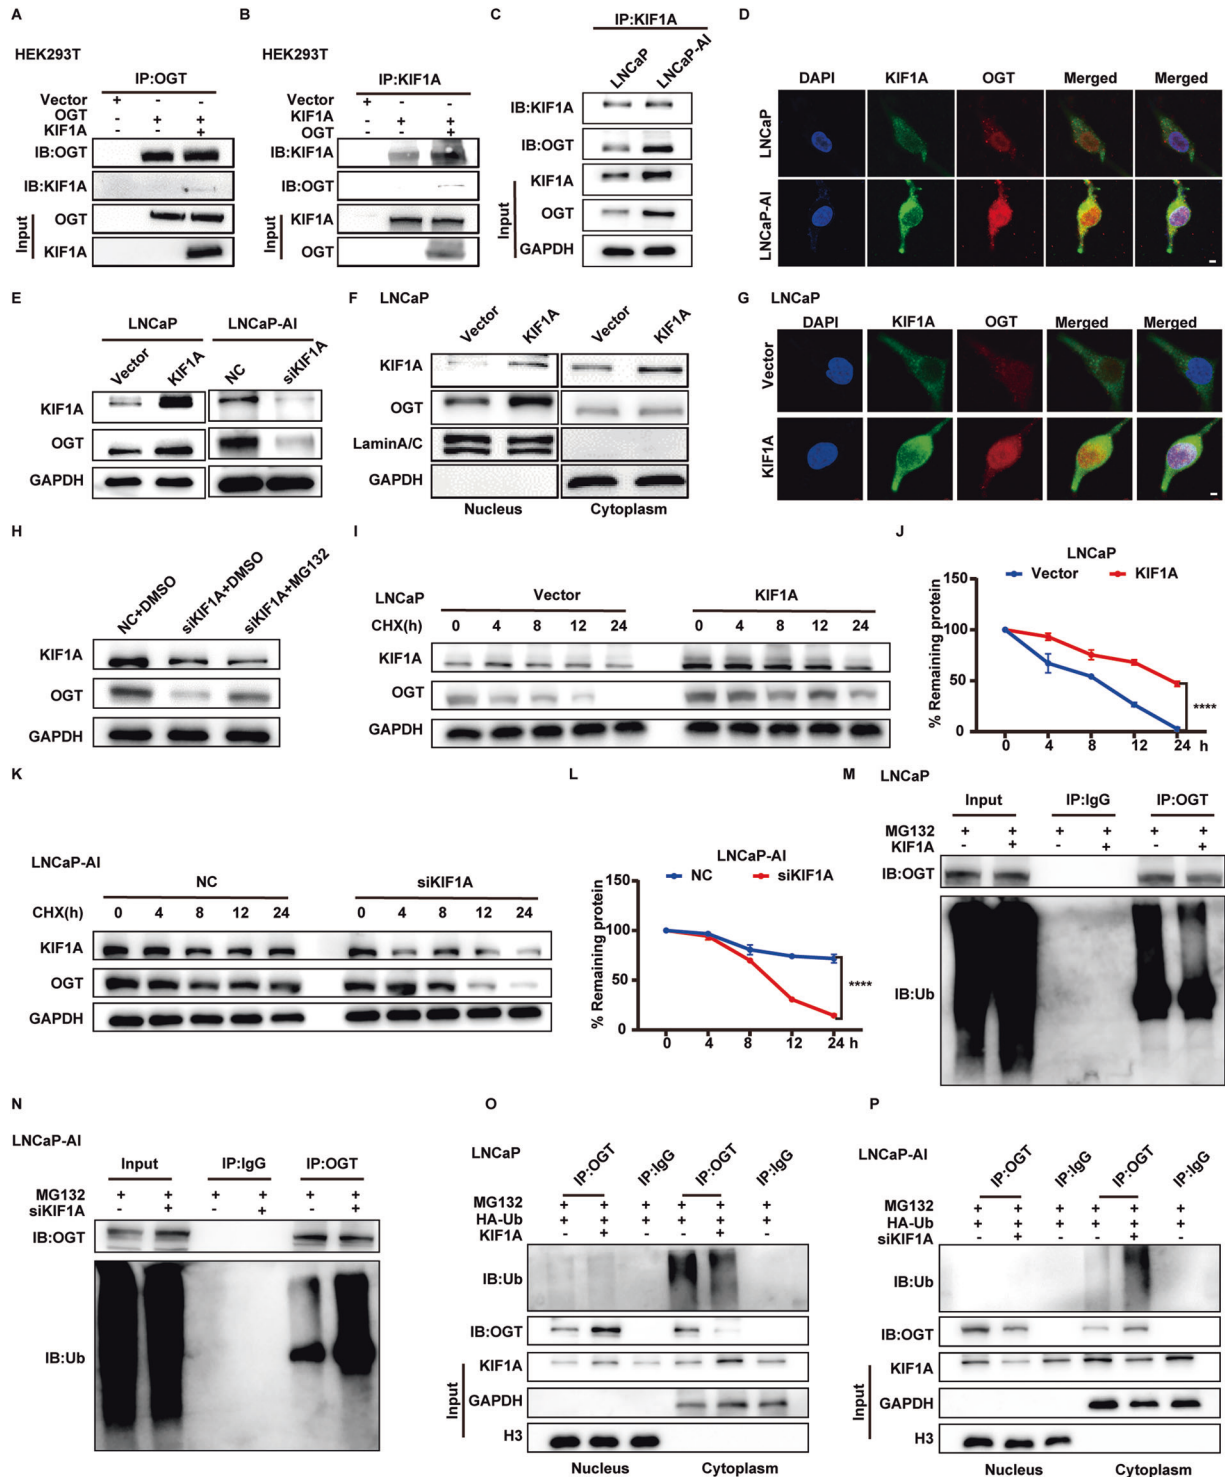 A
HEK293T
IP:OGT
Vector + - -
OGT - + +
KIF1A - - +
IB:OGT
IB:KIF1A
Input
OGT
KIF1A
B
HEK293T
IP:KIF1A
Vector + - -
KIF1A - + +
OGT - - +
IB:KIF1A
IB:OGT
Input
KIF1A
OGT
C
IP:KIF1A
LNCaP LNCaP-AI
IB:KIF1A
IB:OGT
Input
KIF1A
OGT
GAPDH
D
DAPI KIF1A OGT Merged Merged
LNCaP
LNCaP-AI
E
LNCaP LNCaP-AI
Vector KIF1A NC siKIF1A
KIF1A
OGT
GAPDH
F LNCaP
Vector KIF1A Vector KIF1A
KIF1A
OGT
LaminA/C
GAPDH
Nucleus Cytoplasm
G LNCaP
DAPI KIF1A OGT Merged Merged
Vector
KIF1A
H
NC+DMSO siKIF1A+DMSO siKIF1A+MG132
KIF1A
OGT
GAPDH
I
LNCaP Vector KIF1A
CHX(h) 0 4 8 12 24 0 4 8 12 24
KIF1A
OGT
GAPDH
J
LNCaP
Vector KIF1A
% Remaining protein
150
100
50
0
0 4 8 12 24 h
****
K
LNCaP-AI
NC siKIF1A
CHX(h) 0 4 8 12 24 0 4 8 12 24
KIF1A
OGT
GAPDH
L
LNCaP-AI
NC siKIF1A
% Remaining protein
150
100
50
0
0 4 8 12 24 h
****
M LNCaP
Input IP:IgG IP:OGT
MG132 + + + + + +
KIF1A - + - + - +
IB:OGT
IB:Ub
N
LNCaP-AI
Input IP:IgG IP:OGT
MG132 + + + + + +
siKIF1A - + - + - +
IB:OGT
IB:Ub
O
LNCaP
IP:OGT IP:IgG IP:OGT IP:IgG
MG132 + + + + + +
HA-Ub + + + + + +
KIF1A - + - - + -
IB:Ub
IB:OGT
Input
KIF1A
GAPDH
H3
Nucleus Cytoplasm
P
LNCaP-AI
IP:OGT IP:IgG IP:OGT IP:IgG
MG132 + + + + + +
HA-Ub + + + + + +
siKIF1A - + - - + -
IB:Ub
IB:OGT
Input
KIF1A
GAPDH
H3
Nucleus Cytoplasm